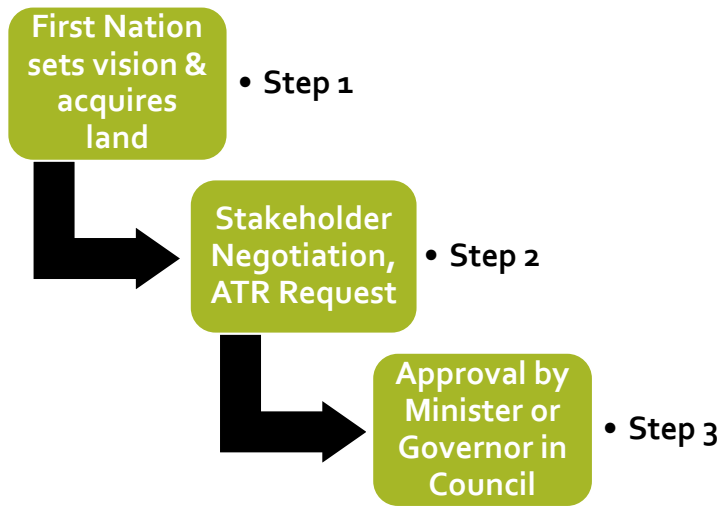 First Nation
sets vision &
acquires
land
• Step 1
Stakeholder
Negotiation,
ATR Request
• Step 2
Approval by
Minister or
Governor in
Council
• Step 3